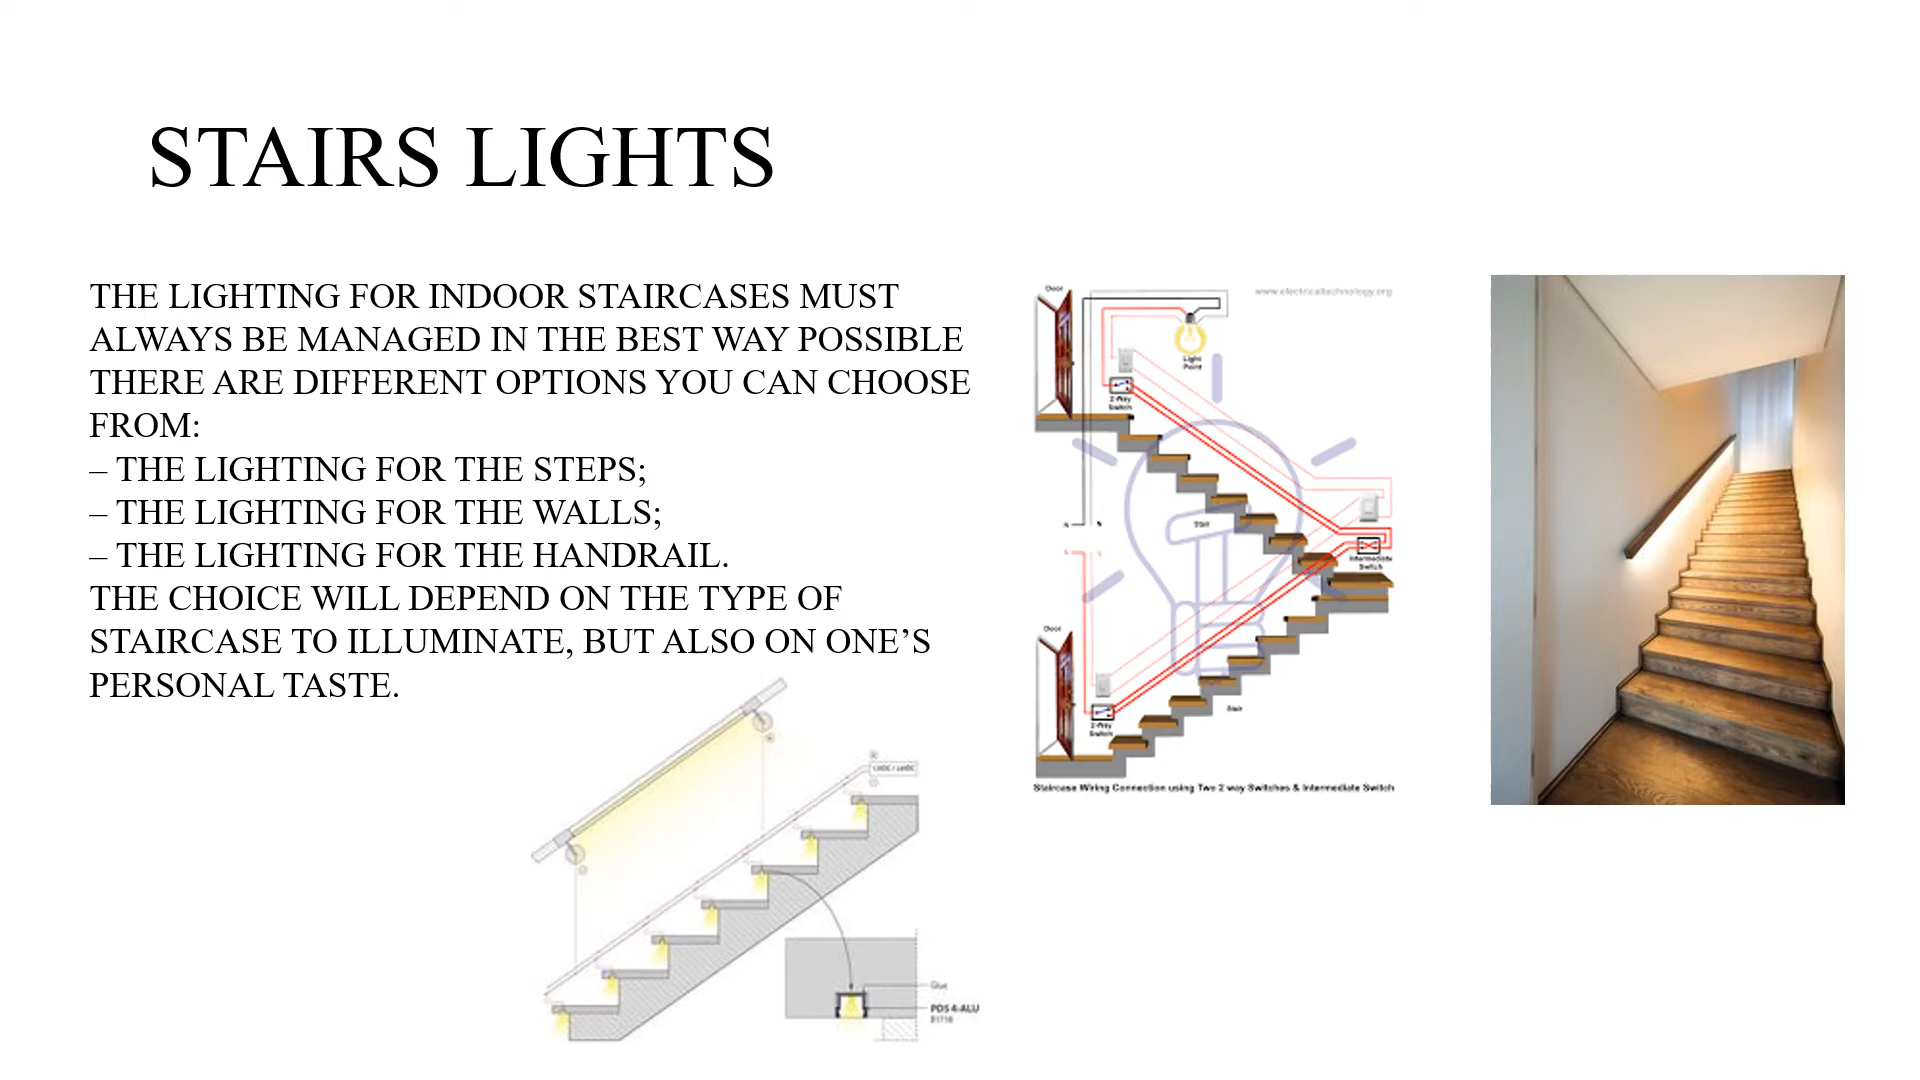 STAIRS LIGHTS
THE LIGHTING FOR INDOOR STAIRCASES MUST
ALWAYS BE MANAGED IN THE BEST WAY POSSIBLE
THERE ARE DIFFERENT OPTIONS YOU CAN CHOOSE
FROM:
– THE LIGHTING FOR THE STEPS;
– THE LIGHTING FOR THE WALLS;
– THE LIGHTING FOR THE HANDRAIL.
THE CHOICE WILL DEPEND ON THE TYPE OF
STAIRCASE TO ILLUMINATE, BUT ALSO ON ONE’S
PERSONAL TASTE.
Door
www.electricaltechnology.org
Light
Point
2-Way
Switch
Stair
N
Intermediate
Switch
Door
2-Way
Switch
Stair
Staircase Wiring Connection using Two 2 way Switches & Intermediate Switch
Glue
PDS 4-ALU